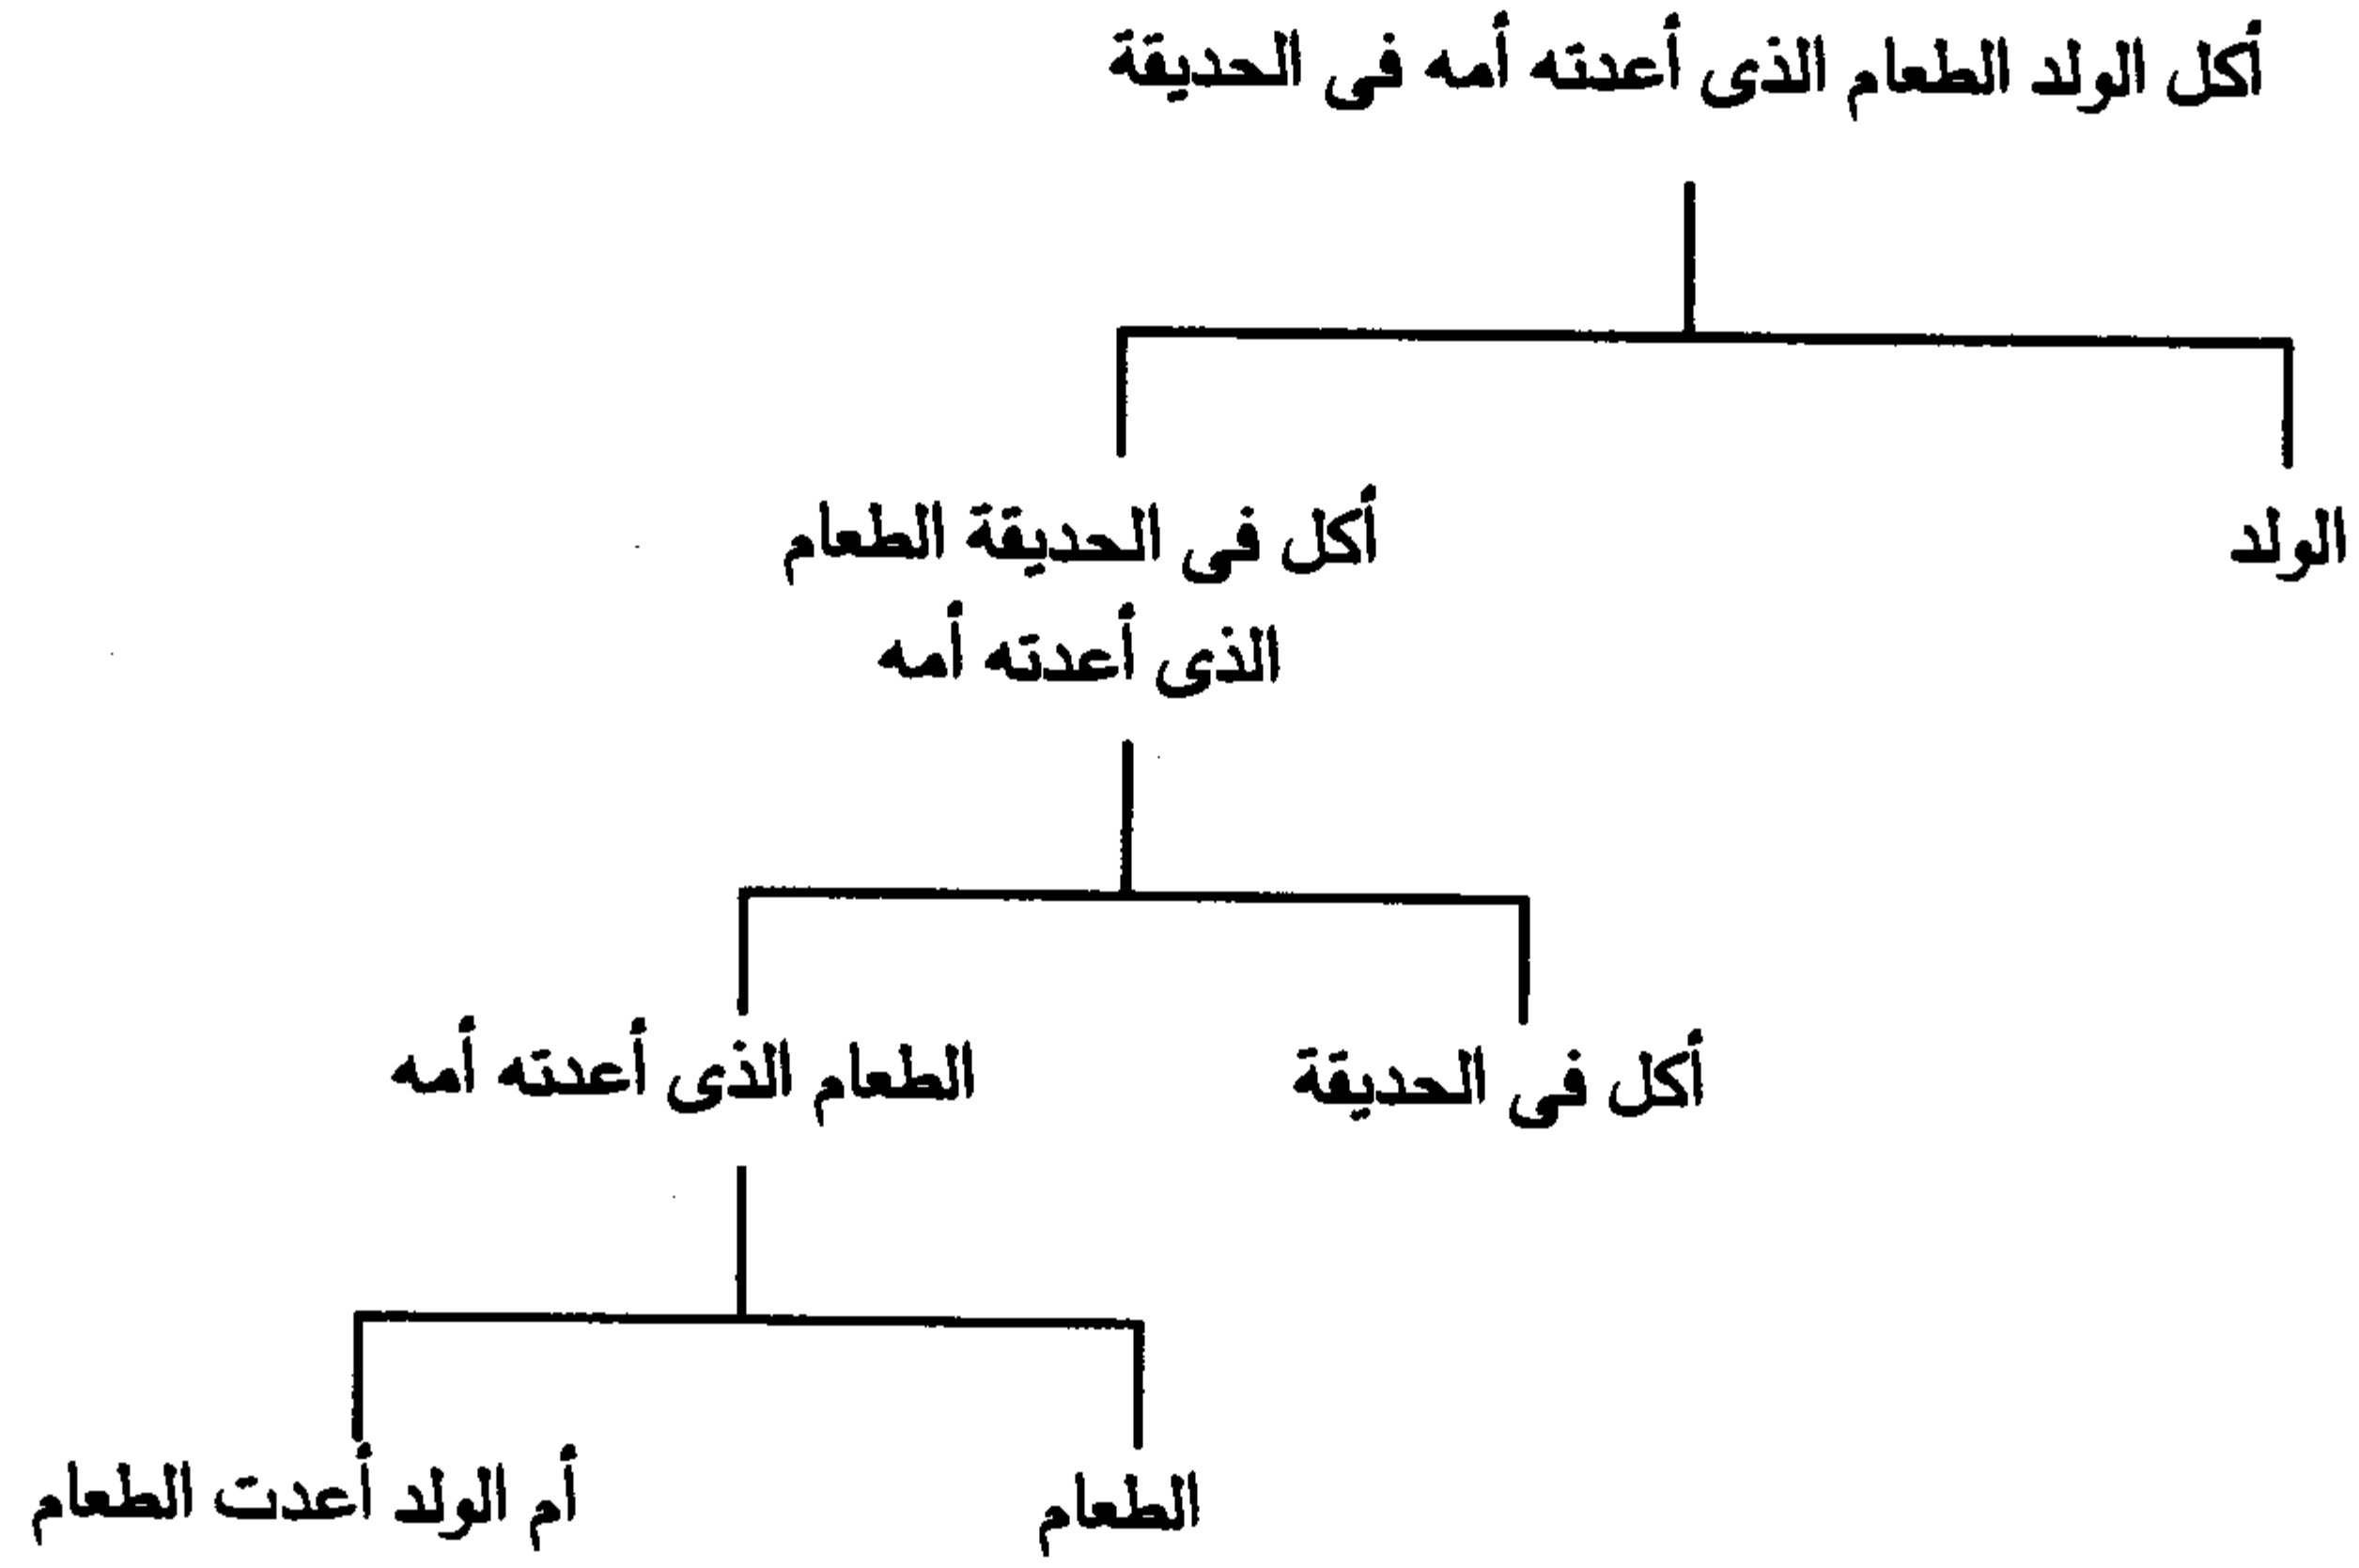 أكل الولد الطعام الذى أعدته أمه فى الحديقة
الولد
أكل فى الحديقة الطعام
الذى أعدته أمه
أكل فى الحديقة
الطعام الذى أعدته أمه
الطعام
أم الولد أعدت الطعام